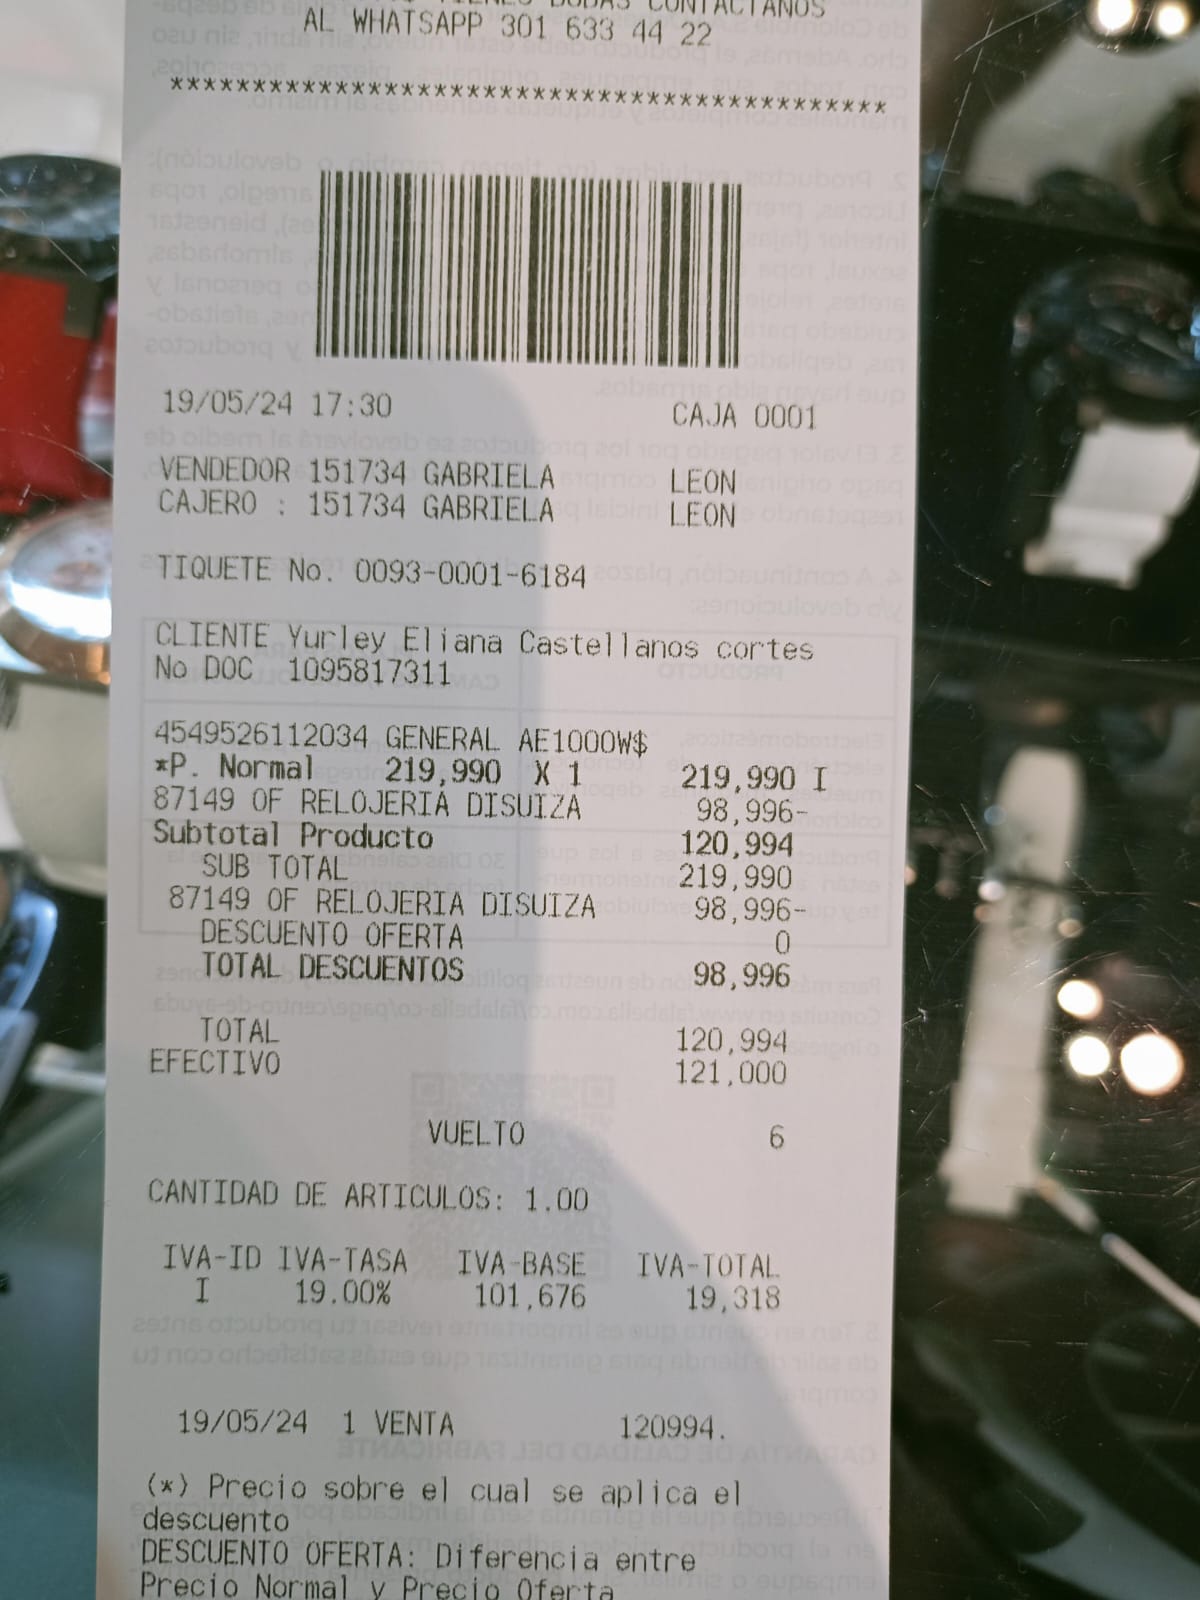 DUDAS CONTACTANOS
AL WHATSAPP 301 633 44 22
********************************************
19/05/24 17:30 CAJA 0001
VENDEDOR 151734 GABRIELA LEON
CAJERO : 151734 GABRIELA LEON
TIQUETE No. 0093-0001-6184
CLIENTE Yurley Eliana Castellanos cortes
No DOC 1095817311
4549526112034 GENERAL AE1000W$
*P. Normal 219,990 X 1 219,990 I
87149 OF RELOJERIA DISUIZA 98,996-
Subtotal Producto 120,994
SUB TOTAL 219,990
87149 OF RELOJERIA DISUIZA 98,996-
DESCUENTO OFERTA 0
TOTAL DESCUENTOS 98,996
TOTAL 120,994
EFECTIVO 121,000
VUELTO 6
CANTIDAD DE ARTICULOS: 1.00
IVA-ID IVA-TASA IVA-BASE IVA-TOTAL
I 19.00% 101,676 19,318
19/05/24 1 VENTA 120994.
(*) Precio sobre el cual se aplica el
descuento
DESCUENTO OFERTA: Diferencia entre
Precio Normal y Precio Oferta